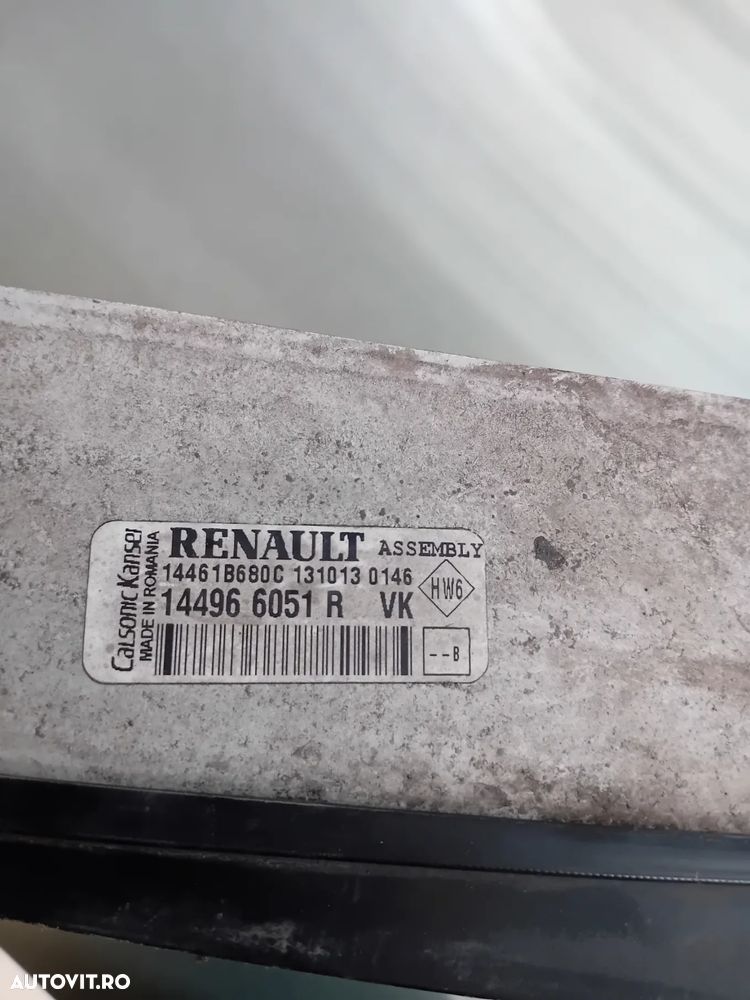 Calsonic Kansei
MADE IN ROMANIA
RENAULT ASSEMBLY
14461B680C 131013 0146
14496 6051 R VK
HW6
--B
AUTOVIT.RO